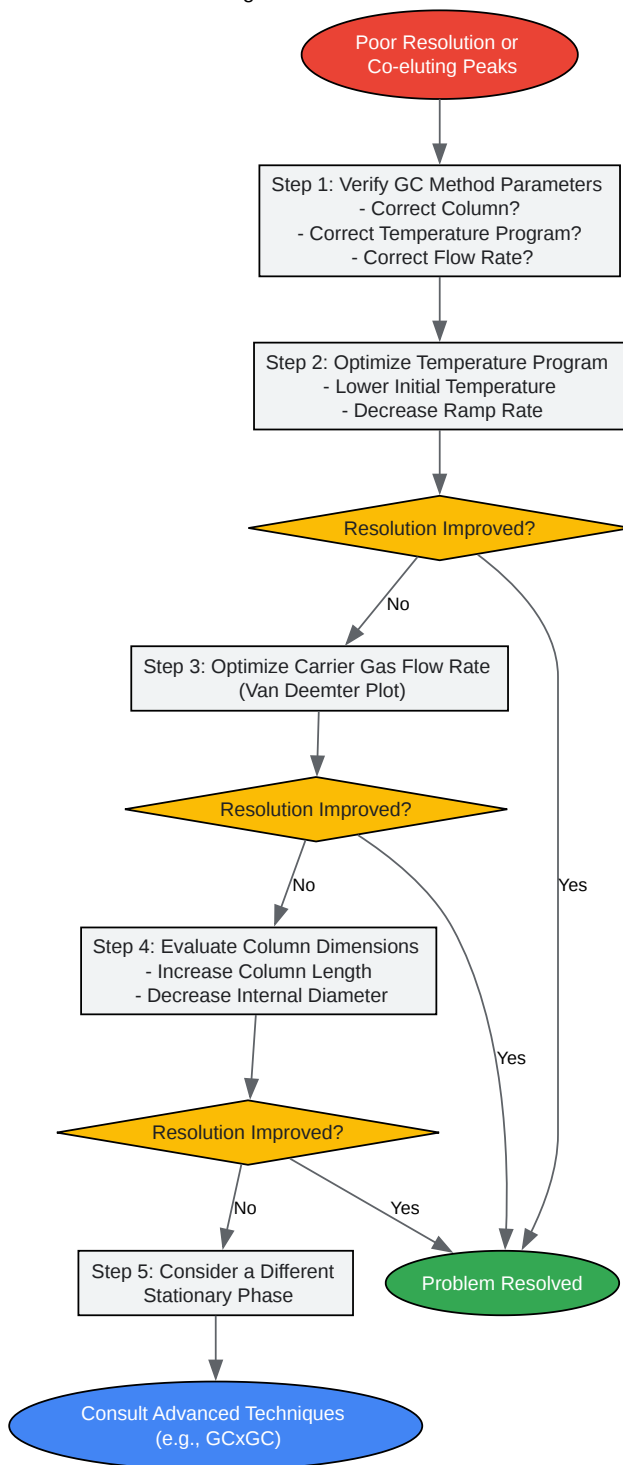 Poor Resolution or
Co-eluting Peaks
Step 1: Verify GC Method Parameters
- Correct Column?
- Correct Temperature Program?
- Correct Flow Rate?
Step 2: Optimize Temperature Program
- Lower Initial Temperature
- Decrease Ramp Rate
Resolution Improved?
No
Step 3: Optimize Carrier Gas Flow Rate
(Van Deemter Plot)
Resolution Improved?
Yes
No
Step 4: Evaluate Column Dimensions
- Increase Column Length
- Decrease Internal Diameter
Yes
Resolution Improved?
No
Yes
Step 5: Consider a Different
Stationary Phase
Problem Resolved
Consult Advanced Techniques
(e.g., GCxGC)